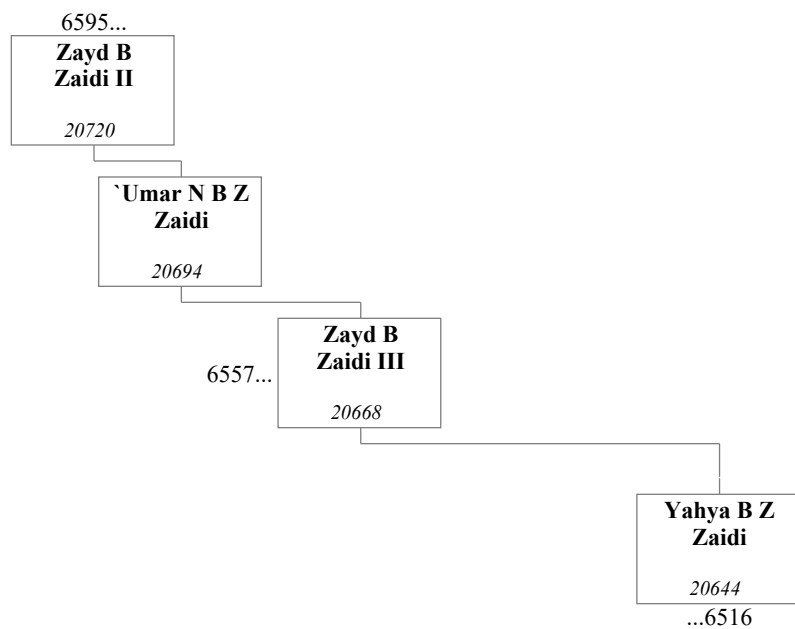 6595...
Zayd B
Zaidi II
20720
`Umar N B Z
Zaidi
20694
Zayd B
Zaidi III
6557...
20668
Yahya B Z
Zaidi
20644
...6516